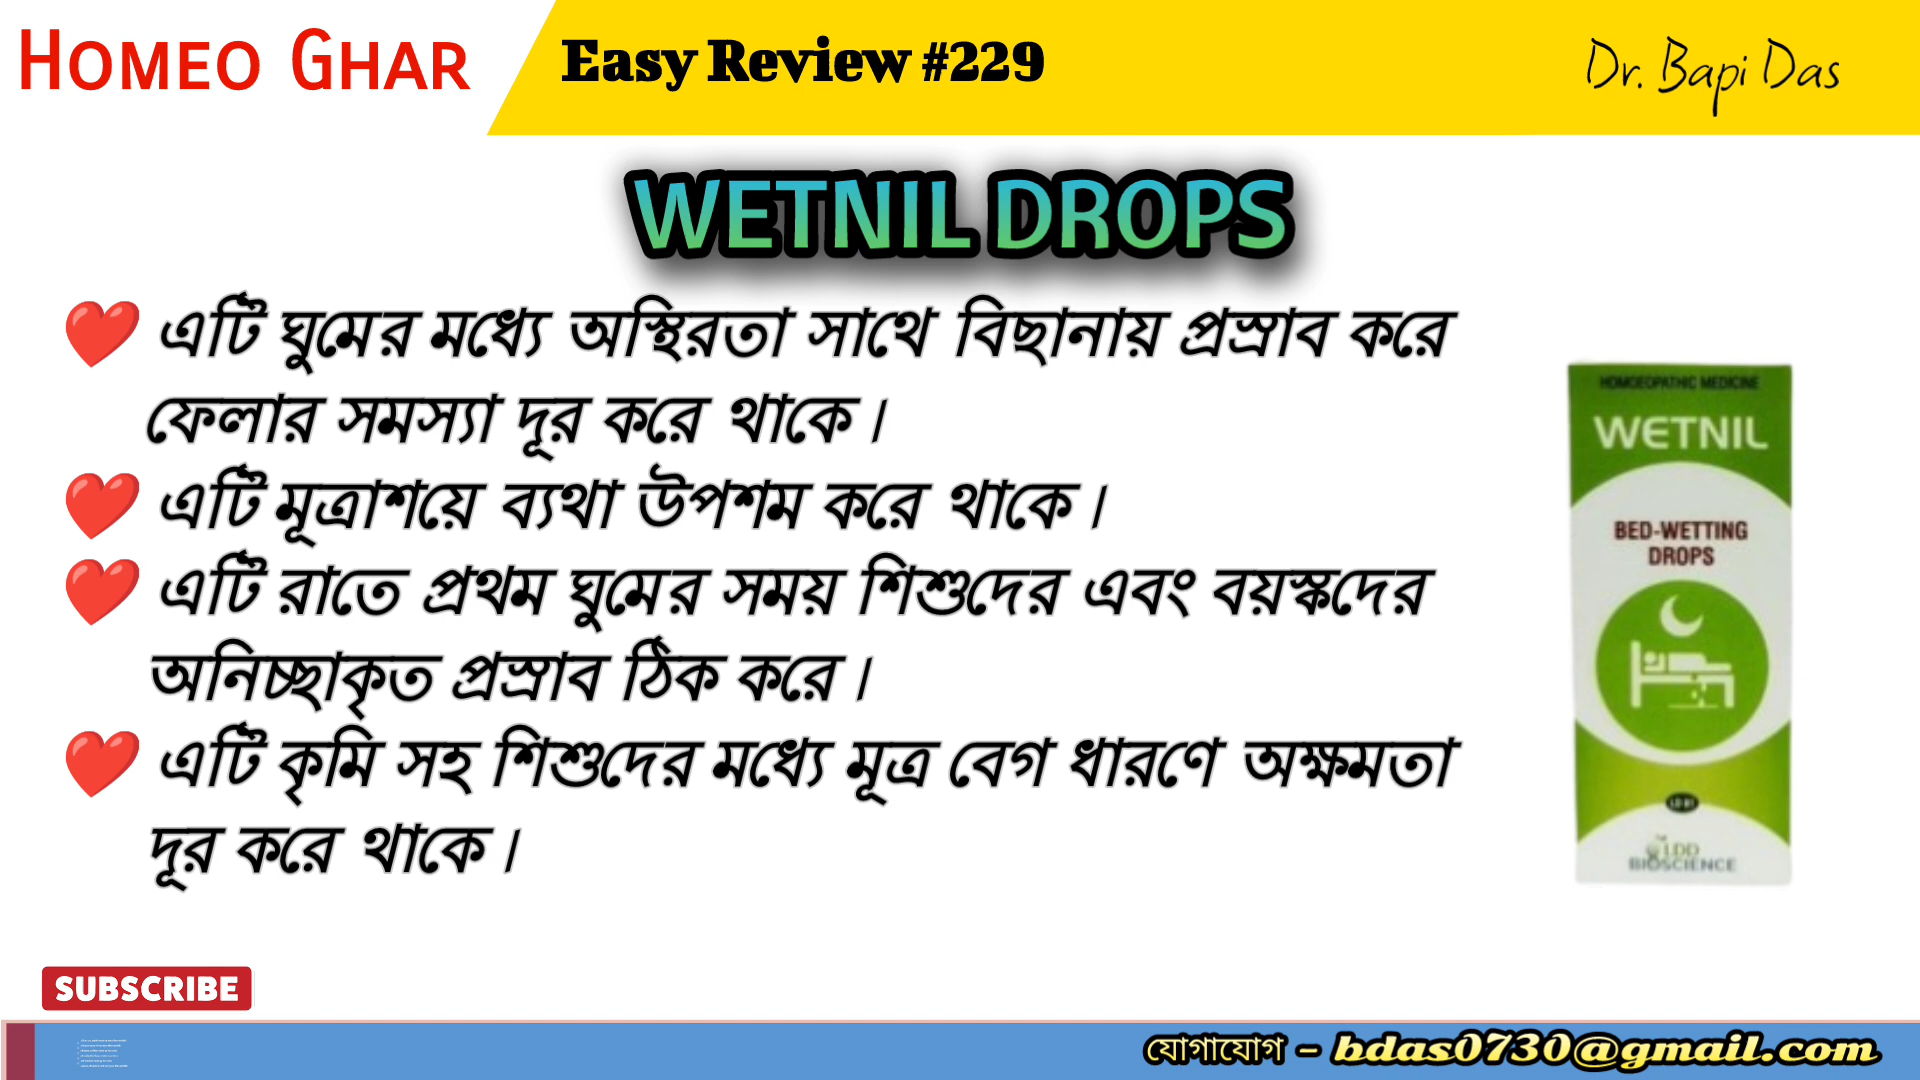 HOMEO GHAR
Easy Review #229
Dr. Bapi Das
WETNIL DROPS
❤️ এটি ঘুমের মধ্যে অস্থিরতা সাথে বিছানায় প্রস্রাব করে
ফেলার সমস্যা দূর করে থাকে।
❤️ এটি মূত্রাশয়ে ব্যথা উপশম করে থাকে।
❤️ এটি রাতে প্রথম ঘুমের সময় শিশুদের এবং বয়স্কদের
অনিচ্ছাকৃত প্রস্রাব ঠিক করে।
❤️ এটি কৃমি সহ শিশুদের মধ্যে মূত্র বেগ ধারণে অক্ষমতা
দূর করে থাকে।
HOMOEOPATHIC MEDICINE
WETNIL
BED-WETTING
DROPS
LDD
BIOSCIENCE
SUBSCRIBE
যোগাযোগ - bdas0730@gmail.com